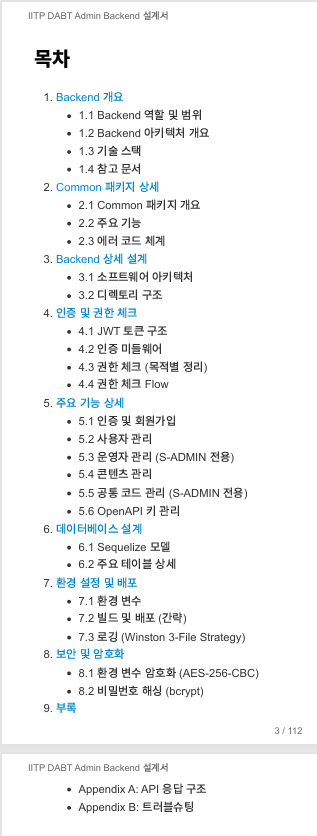 IITP DABT Admin Backend 설계서
목차
1. Backend 개요
• 1.1 Backend 역할 및 범위
• 1.2 Backend 아키텍처 개요
• 1.3 기술 스택
• 1.4 참고 문서
2. Common 패키지 상세
• 2.1 Common 패키지 개요
• 2.2 주요 기능
• 2.3 에러 코드 체계
3. Backend 상세 설계
• 3.1 소프트웨어 아키텍처
• 3.2 디렉토리 구조
4. 인증 및 권한 체크
• 4.1 JWT 토큰 구조
• 4.2 인증 미들웨어
• 4.3 권한 체크 (목적별 정리)
• 4.4 권한 체크 Flow
5. 주요 기능 상세
• 5.1 인증 및 회원가입
• 5.2 사용자 관리
• 5.3 운영자 관리 (S-ADMIN 전용)
• 5.4 콘텐츠 관리
• 5.5 공통 코드 관리 (S-ADMIN 전용)
• 5.6 OpenAPI 키 관리
6. 데이터베이스 설계
• 6.1 Sequelize 모델
• 6.2 주요 테이블 상세
7. 환경 설정 및 배포
• 7.1 환경 변수
• 7.2 빌드 및 배포 (간략)
• 7.3 로깅 (Winston 3-File Strategy)
8. 보안 및 암호화
• 8.1 환경 변수 암호화 (AES-256-CBC)
• 8.2 비밀번호 해싱 (bcrypt)
9. 부록
3 / 112
IITP DABT Admin Backend 설계서
• Appendix A: API 응답 구조
• Appendix B: 트러블슈팅